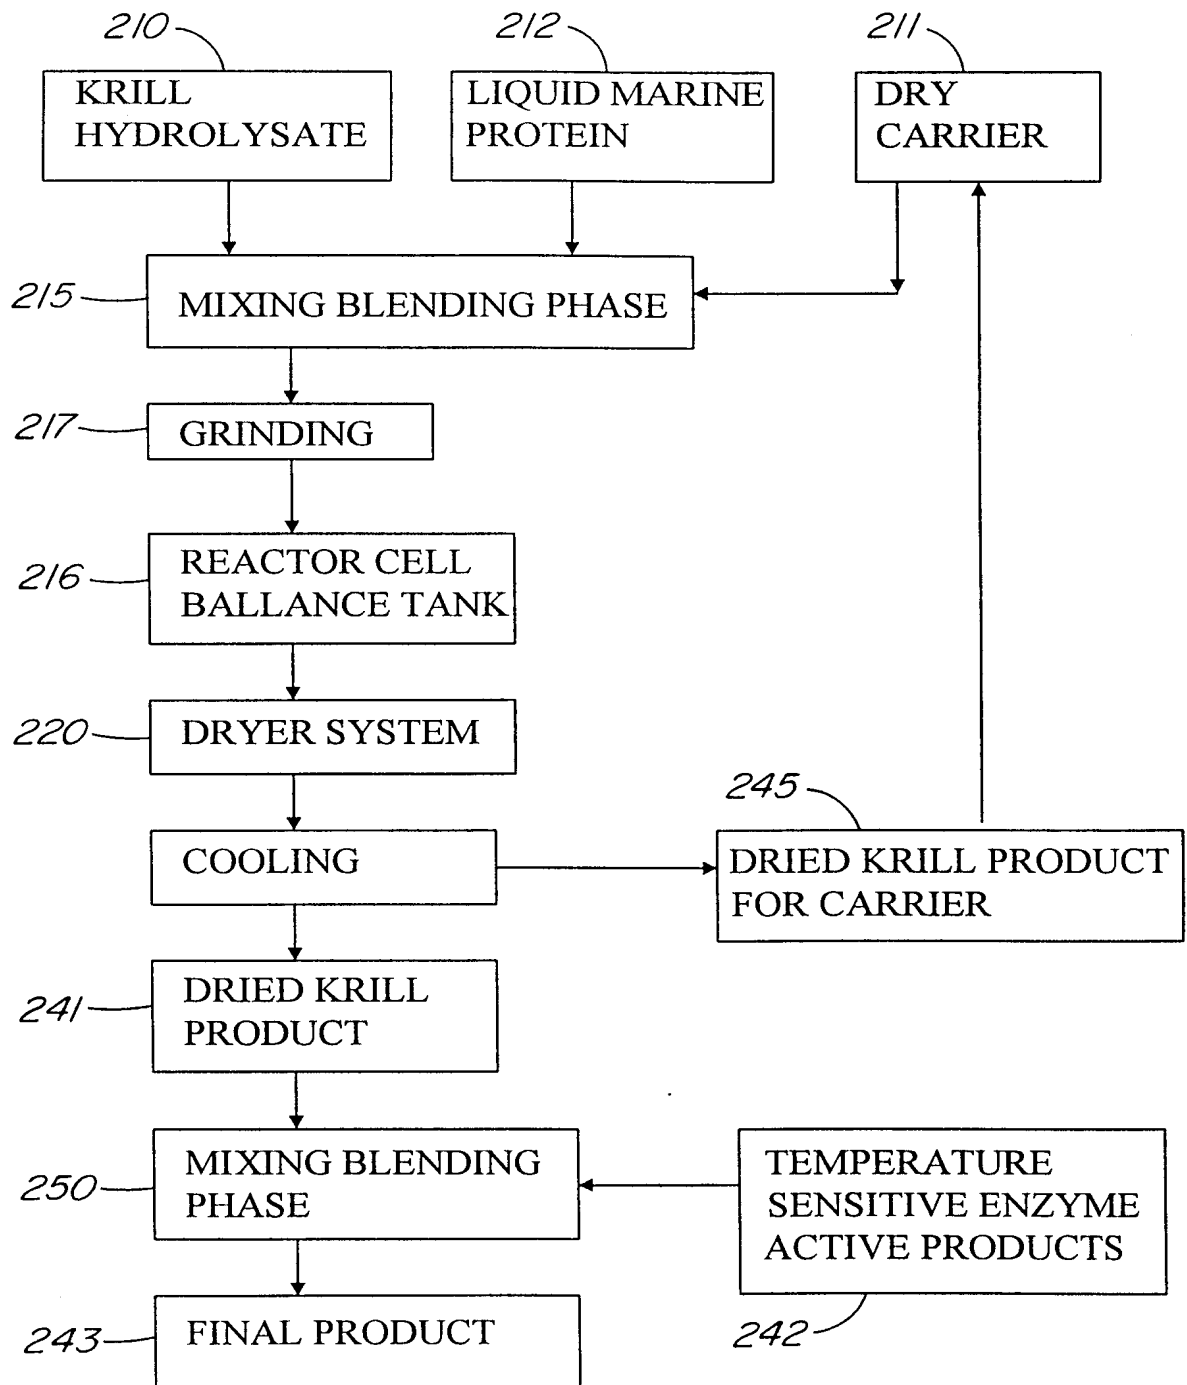 210
212
211
KRILL
HYDROLYSATE
LIQUID MARINE
PROTEIN
DRY
CARRIER
215
MIXING BLENDING PHASE
217
GRINDING
216
REACTOR CELL
BALLANCE TANK
220
DRYER SYSTEM
245
COOLING
DRIED KRILL PRODUCT
FOR CARRIER
241
DRIED KRILL
PRODUCT
250
MIXING BLENDING
PHASE
TEMPERATURE
SENSITIVE ENZYME
ACTIVE PRODUCTS
243
FINAL PRODUCT
242